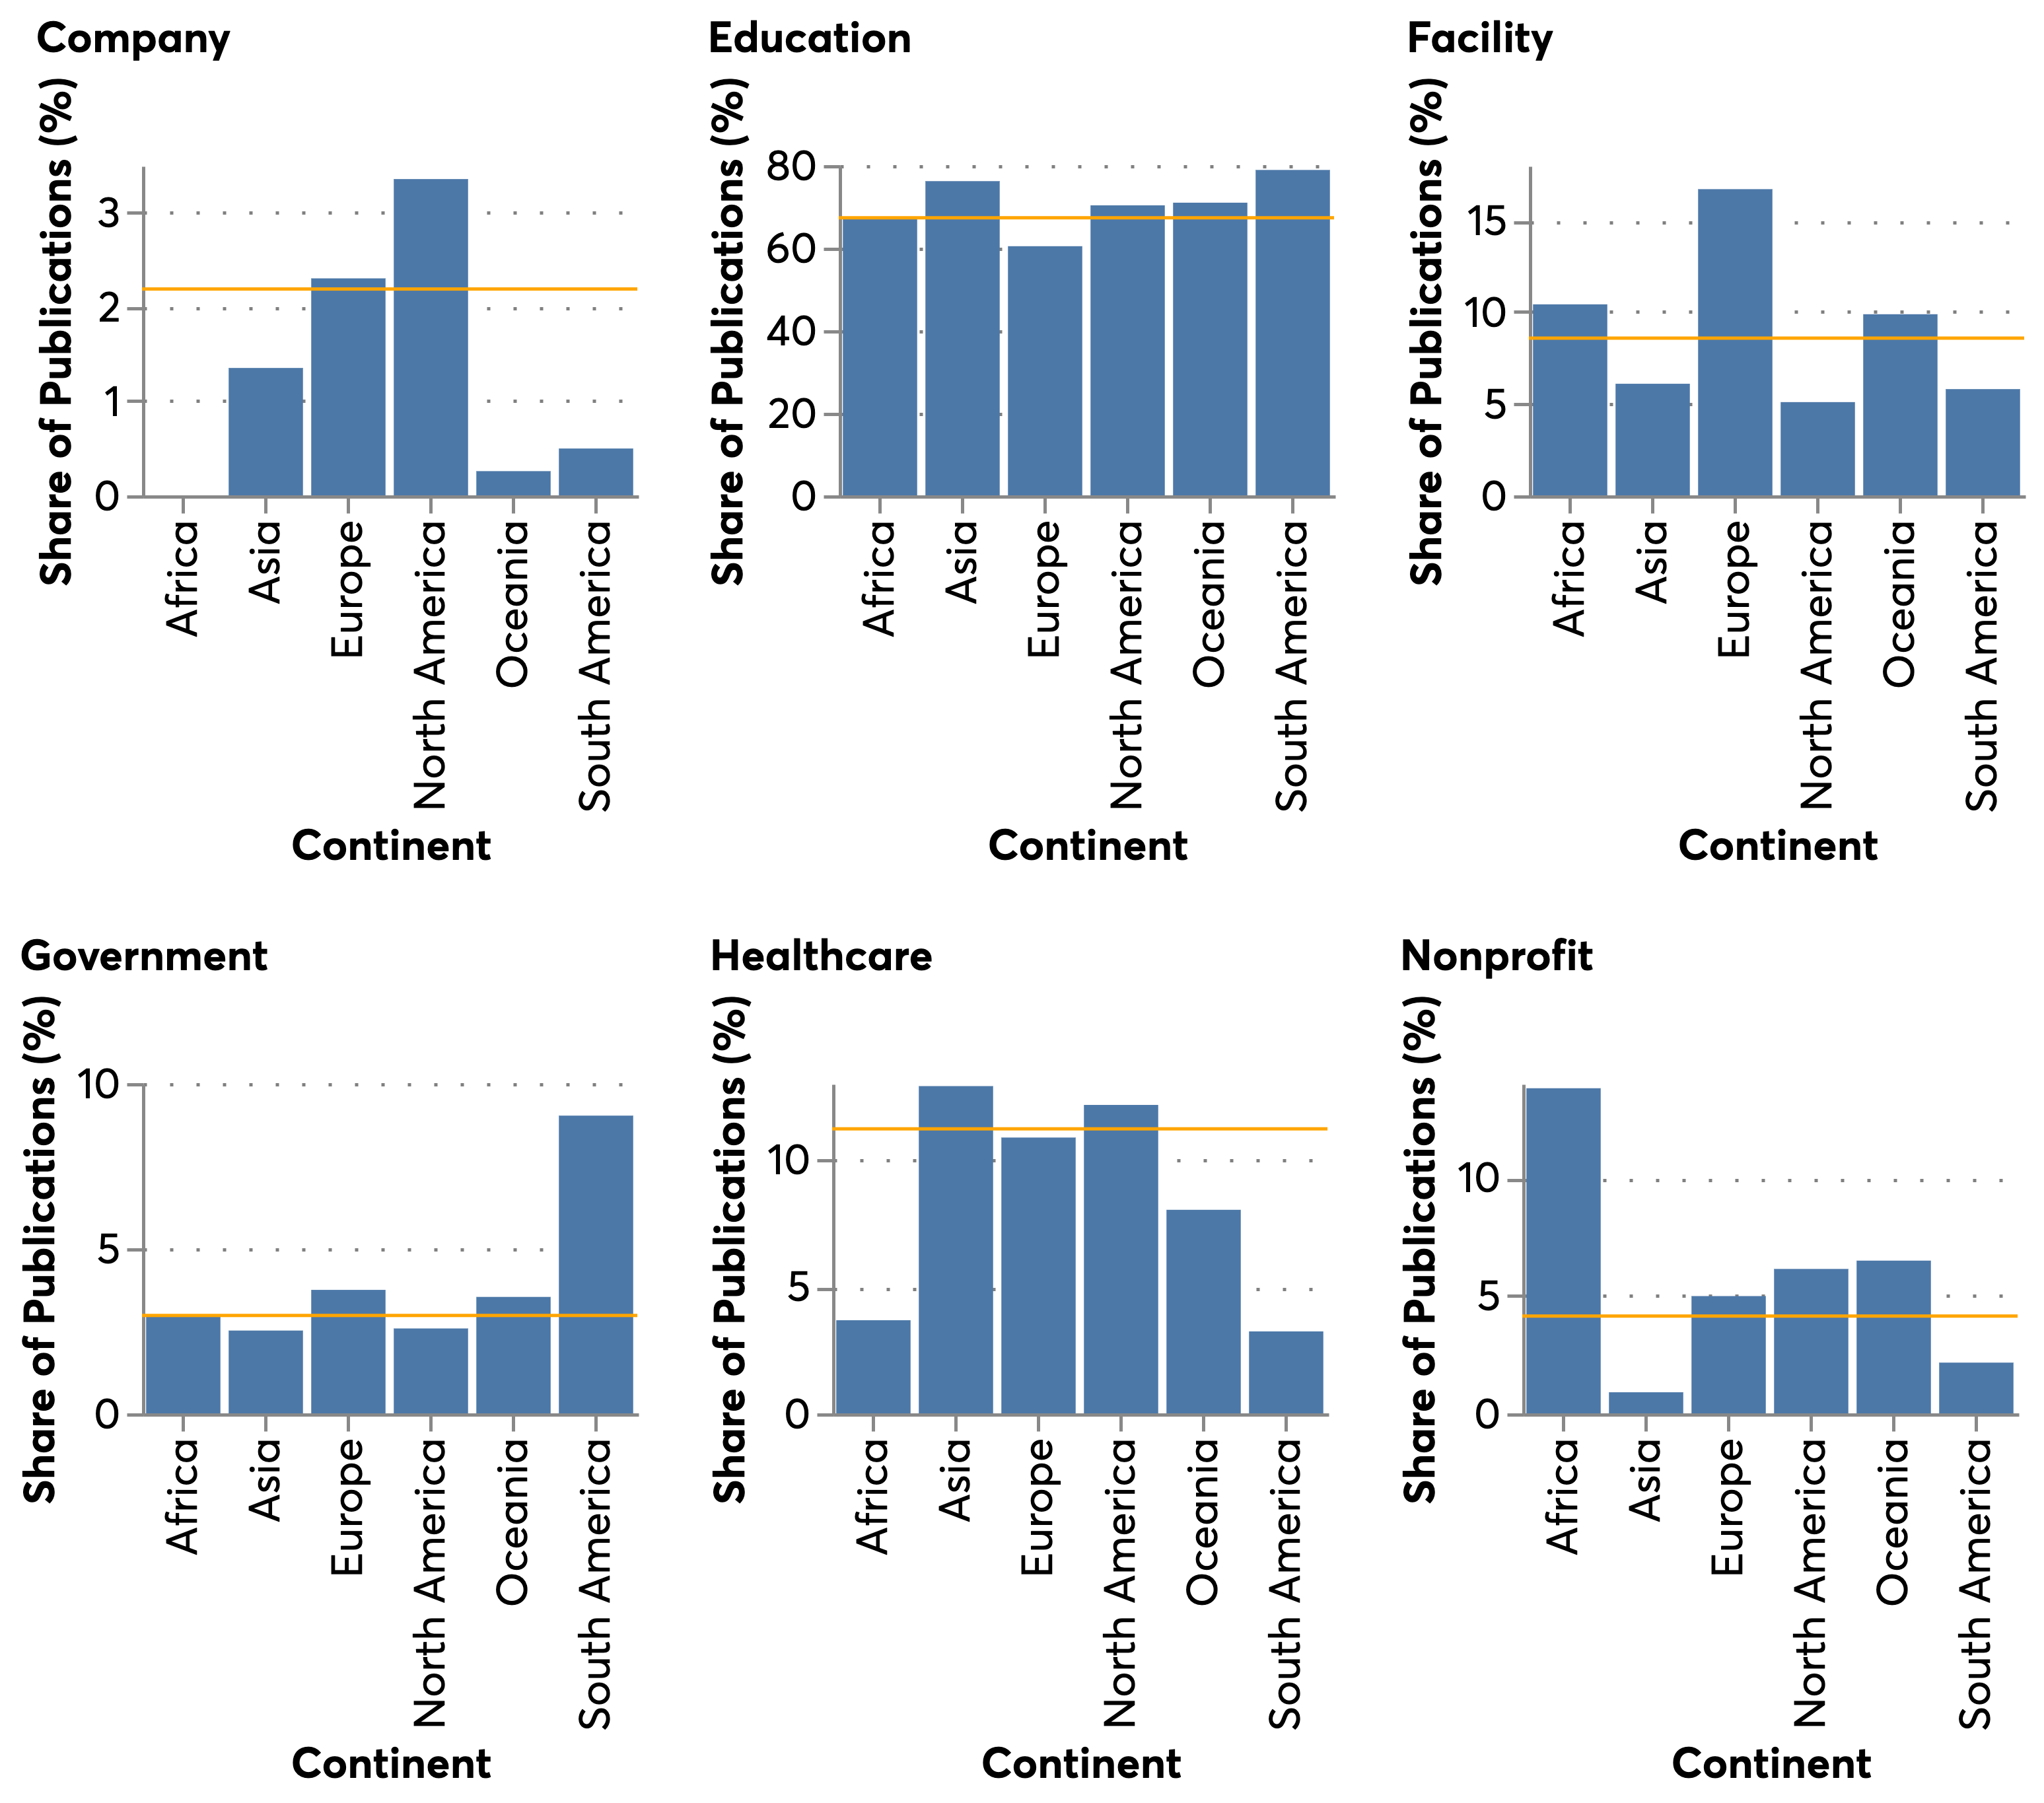 Company
Share of Publications (%)
3
2
1
0
Africa
Asia
Europe
North America
Oceania
South America
Continent
Education
Share of Publications (%)
80
60
40
20
0
Africa
Asia
Europe
North America
Oceania
South America
Continent
Facility
Share of Publications (%)
15
10
5
0
Africa
Asia
Europe
North America
Oceania
South America
Continent
Government
Share of Publications (%)
10
5
0
Africa
Asia
Europe
North America
Oceania
South America
Continent
Healthcare
Share of Publications (%)
10
5
0
Africa
Asia
Europe
North America
Oceania
South America
Continent
Nonprofit
Share of Publications (%)
10
5
0
Africa
Asia
Europe
North America
Oceania
South America
Continent